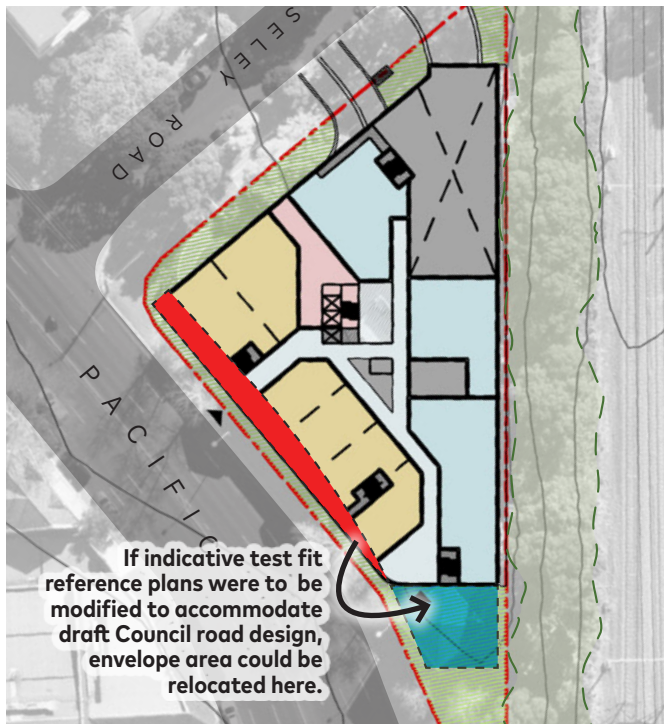 SELEY
ROAD
PACIFIC
If indicative test fit
reference plans were to be
modified to accommodate
draft Council road design,
envelope area could be
relocated here.